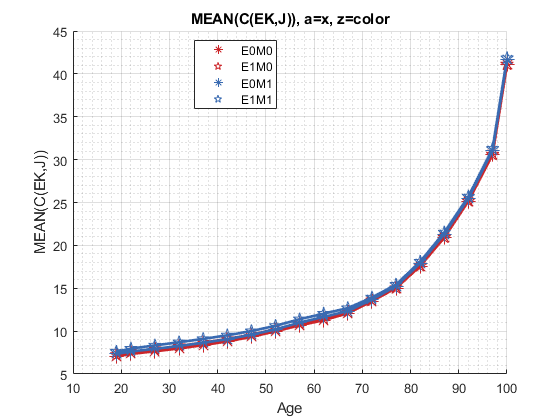 MEAN(C(EK,J)), a=x, z=color
E0M0
E1M0
E0M1
E1M1
MEAN(C(EK,J))
45
40
35
30
25
20
15
10
5
10 20 30 40 50 60 70 80 90 100
Age